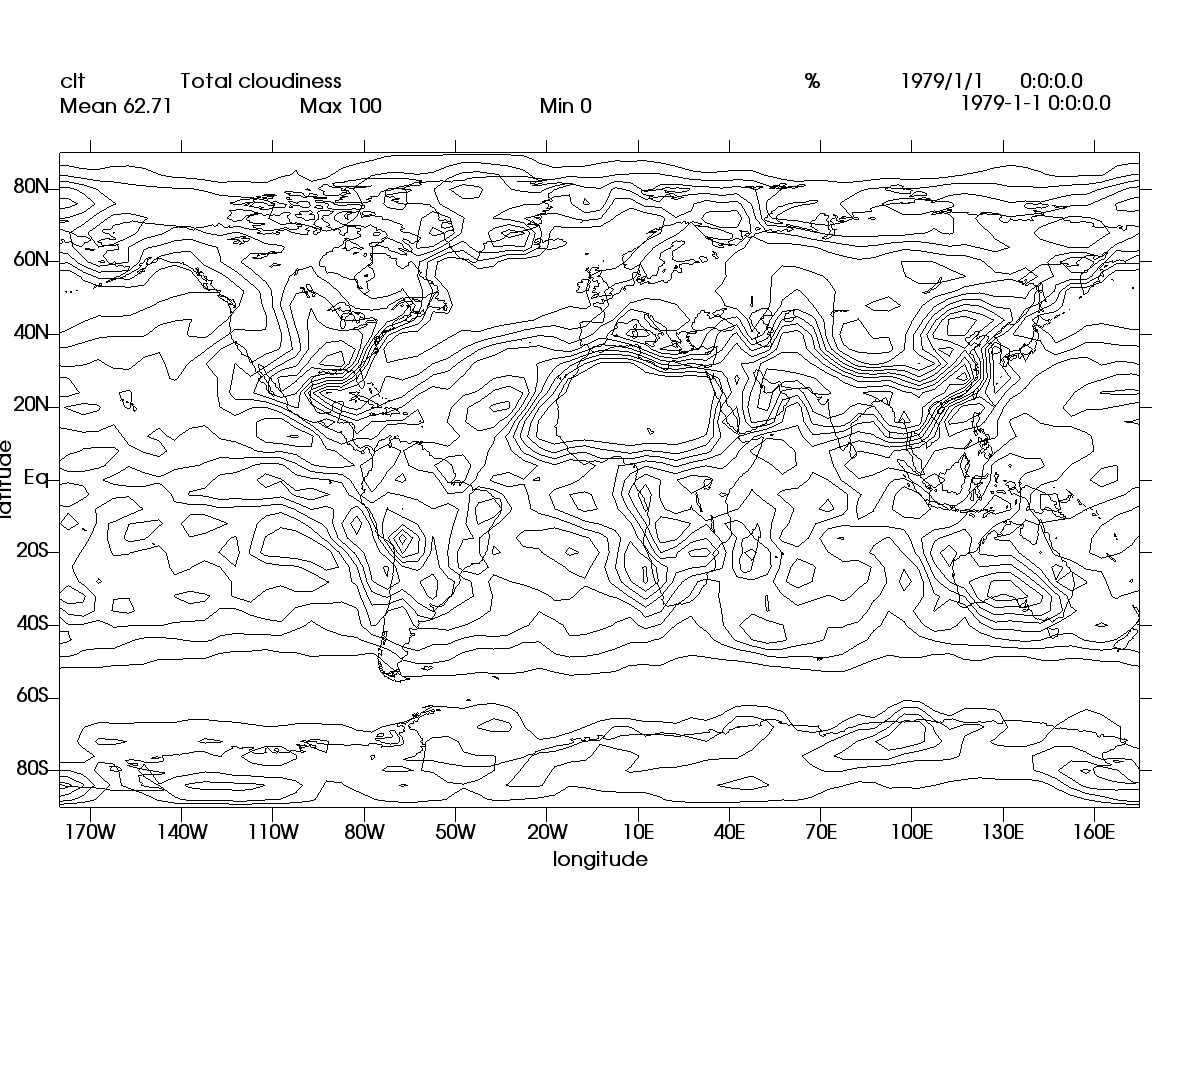 clt Total cloudiness % 1979/1/1 0:0:0.0
Mean 62.71 Max 100 Min 0 1979-1-1 0:0:0.0
80N
60N
40N
20N
Eq
20S
40S
60S
80S
latitude
170W 140W 110W 80W 50W 20W 10E 40E 70E 100E 130E 160E
longitude